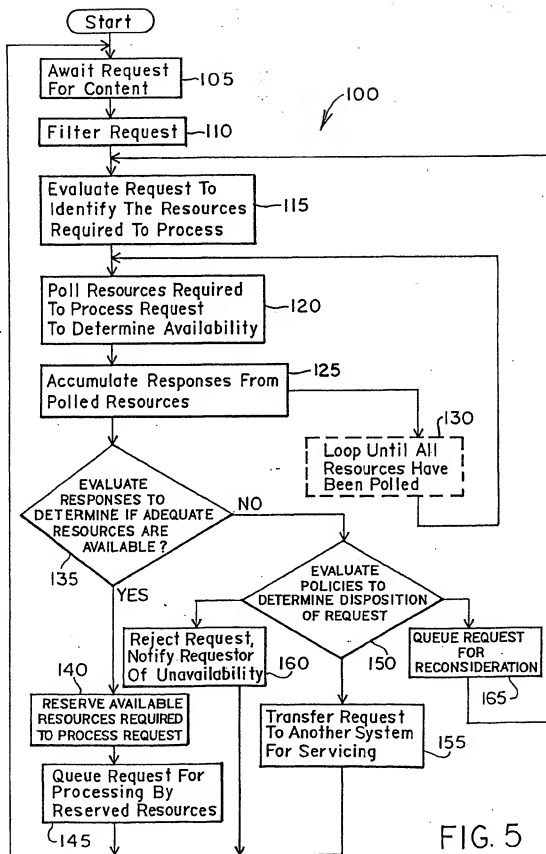 Start
Await Request
For Content
105
100
Filter Request
110
Evaluate Request To
Identify The Resources
Required To Process
115
Poll Resources Required
To Process Request
To Determine Availability
120
125
Accumulate Responses From
Polled Resources
130
Loop Until All
Resources Have
Been Polled
EVALUATE
RESPONSES TO
DETERMINE IF ADEQUATE
RESOURCES ARE
AVAILABLE?
135
NO
YES
EVALUATE
POLICIES TO
DETERMINE DISPOSITION
OF REQUEST
150
Reject Request,
Notify Requestor
Of Unavailability
160
QUEUE REQUEST
FOR
RECONSIDERATION
165
140
RESERVE AVAILABLE
RESOURCES REQUIRED
TO PROCESS REQUEST
Transfer Request
To Another System
For Servicing
155
Queue Request For
Processing By
Reserved Resources
145
FIG. 5